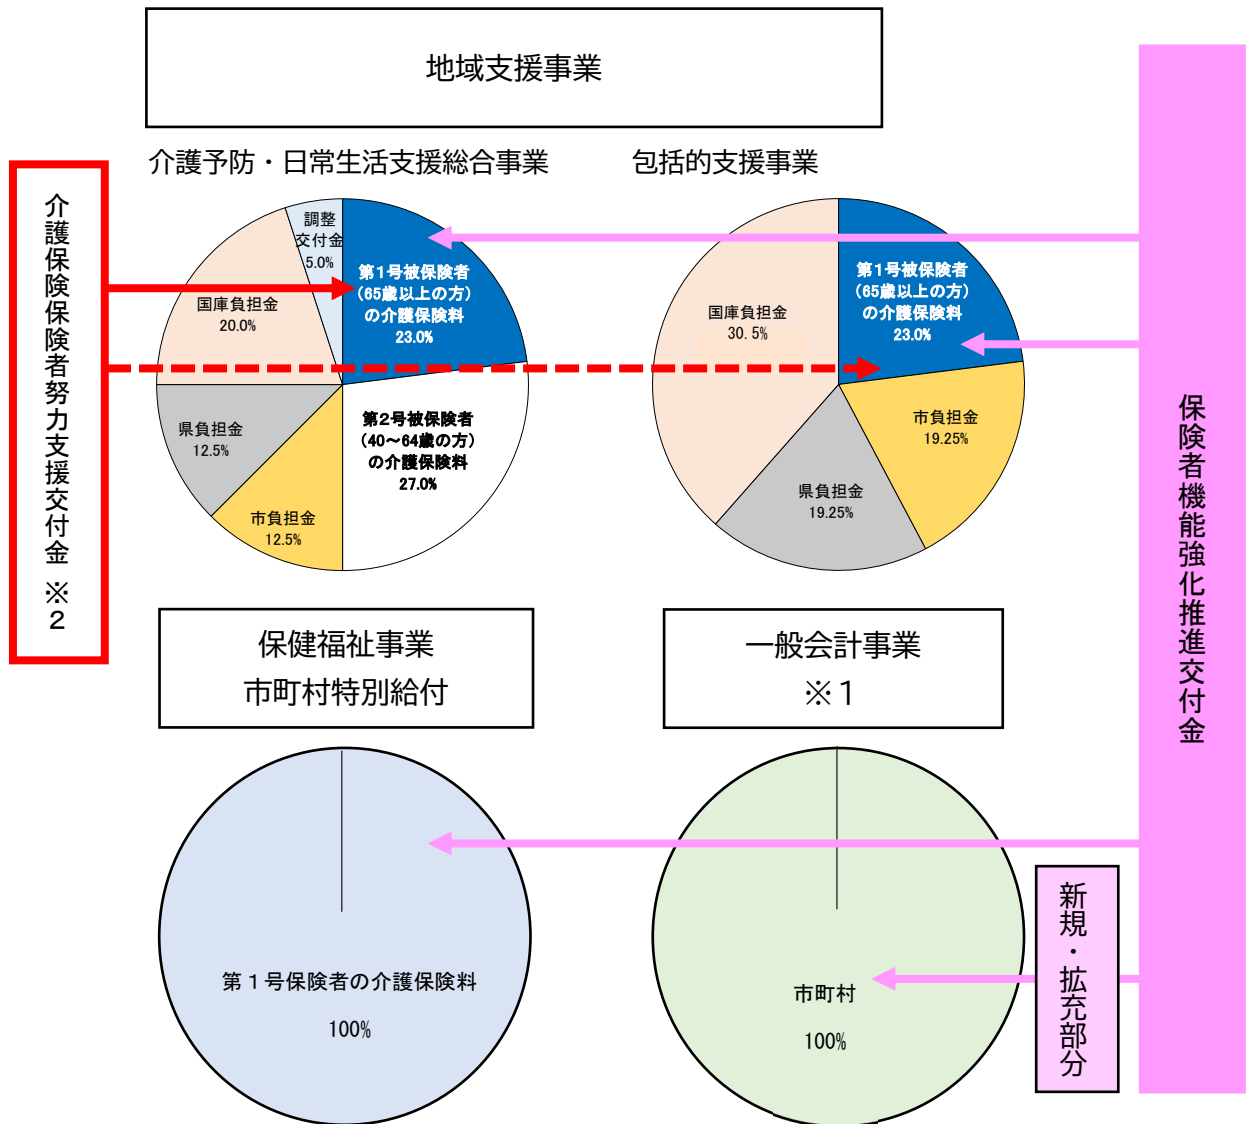 地域支援事業
介護予防・日常生活支援総合事業
包括的支援事業
介護保険保険者努力支援交付金 ※2
調整
交付金
5.0%
第1号被保険者
(65歳以上の方)
の介護保険料
23.0%
国庫負担金
20.0%
県負担金
12.5%
市負担金
12.5%
第2号被保険者
(40～64歳の方)
の介護保険料
27.0%
国庫負担金
30.5%
第1号被保険者
(65歳以上の方)
の介護保険料
23.0%
市負担金
19.25%
県負担金
19.25%
保険者機能強化推進交付金
保健福祉事業
市町村特別給付
一般会計事業
※1
第1号保険者の介護保険料
100%
市町村
100%
新規・拡充部分